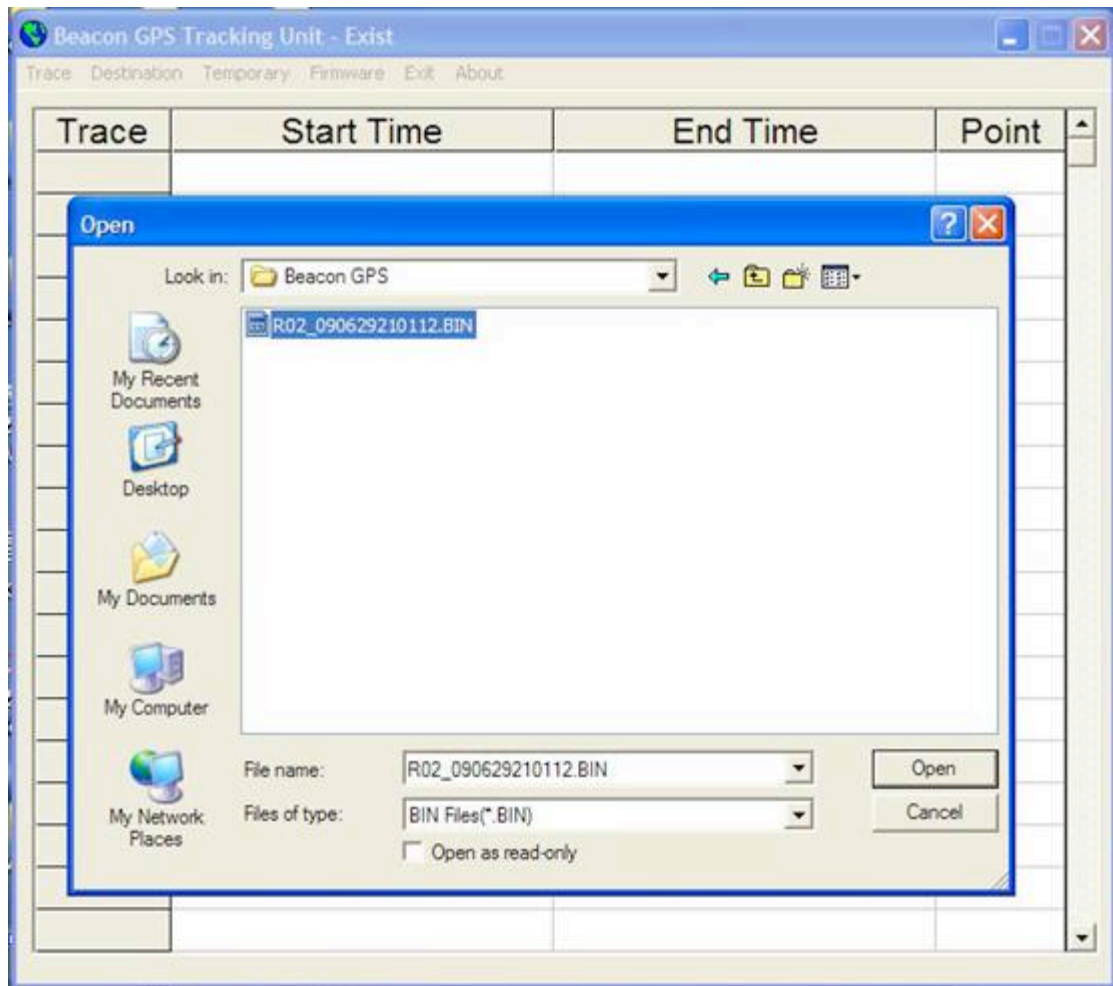 Beacon GPS Tracking Unit - Exist
Trace Destination Temporary Firmware Exit About
Trace Start Time End Time Point
Open
Look in: Beacon GPS
R02_090629210112.BIN
My Recent
Documents
Desktop
My Documents
My Computer
My Network
Places
File name: R02_090629210112.BIN Open
Files of type: BIN Files(*.BIN) Cancel
Open as read-only